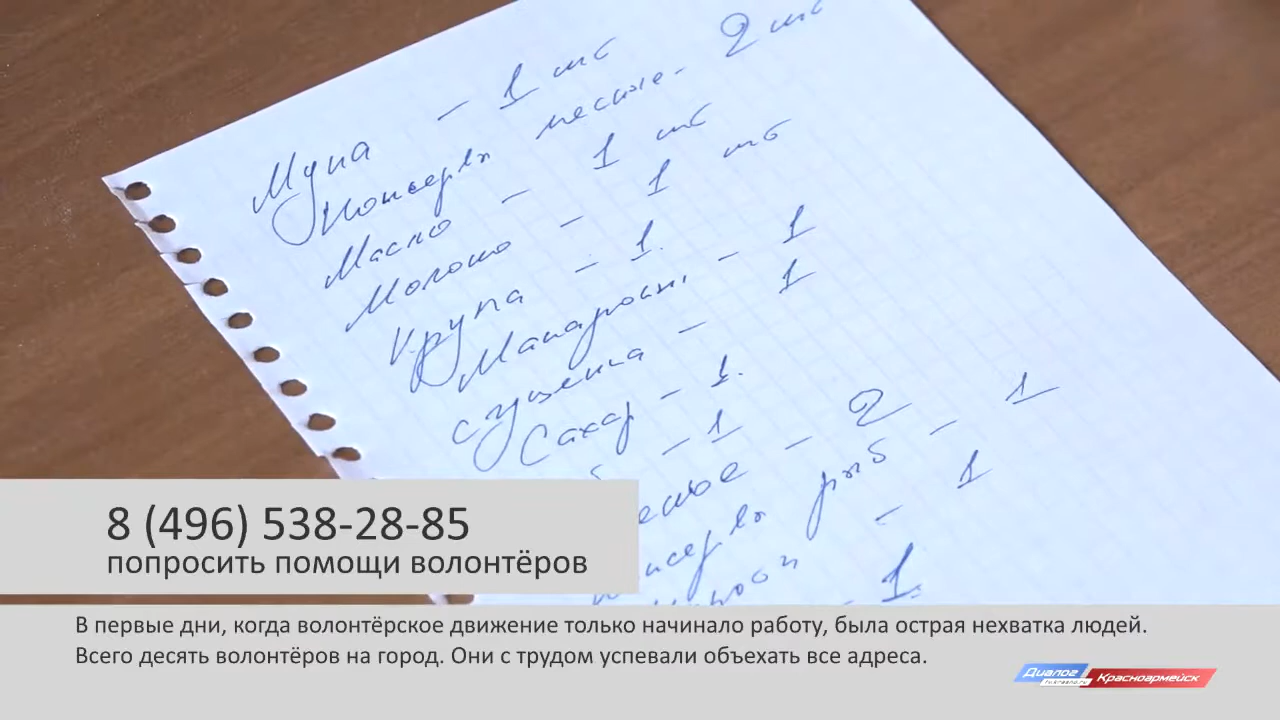 Мука - 1 шт
Консервы мясные - 2 шт
Масло - 1 шт
Молоко - 1 шт
Крупа - 1.
Макароны - 1
сгущенка - 1
Сахар - 1.
- 1
- 2
рыб - 1
- 1
- 1.
8 (496) 538-28-85
попросить помощи волонтёров
В первые дни, когда волонтёрское движение только начинало работу, была острая нехватка людей.
Всего десять волонтёров на город. Они с трудом успевали объехать все адреса.
Диалог Красноармейск